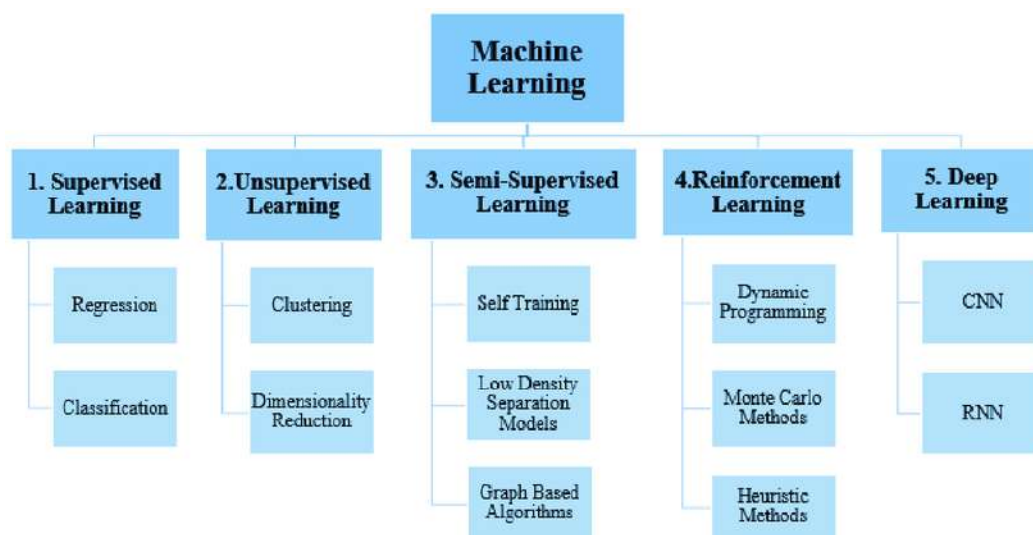 Machine
Learning
1. Supervised
Learning
2.Unsupervised
Learning
3. Semi-Supervised
Learning
4.Reinforcement
Learning
5. Deep
Learning
Regression
Classification
Clustering
Dimensionality
Reduction
Self Training
Low Density
Separation
Models
Graph Based
Algorithms
Dynamic
Programming
Monte Carlo
Methods
Heuristic
Methods
CNN
RNN